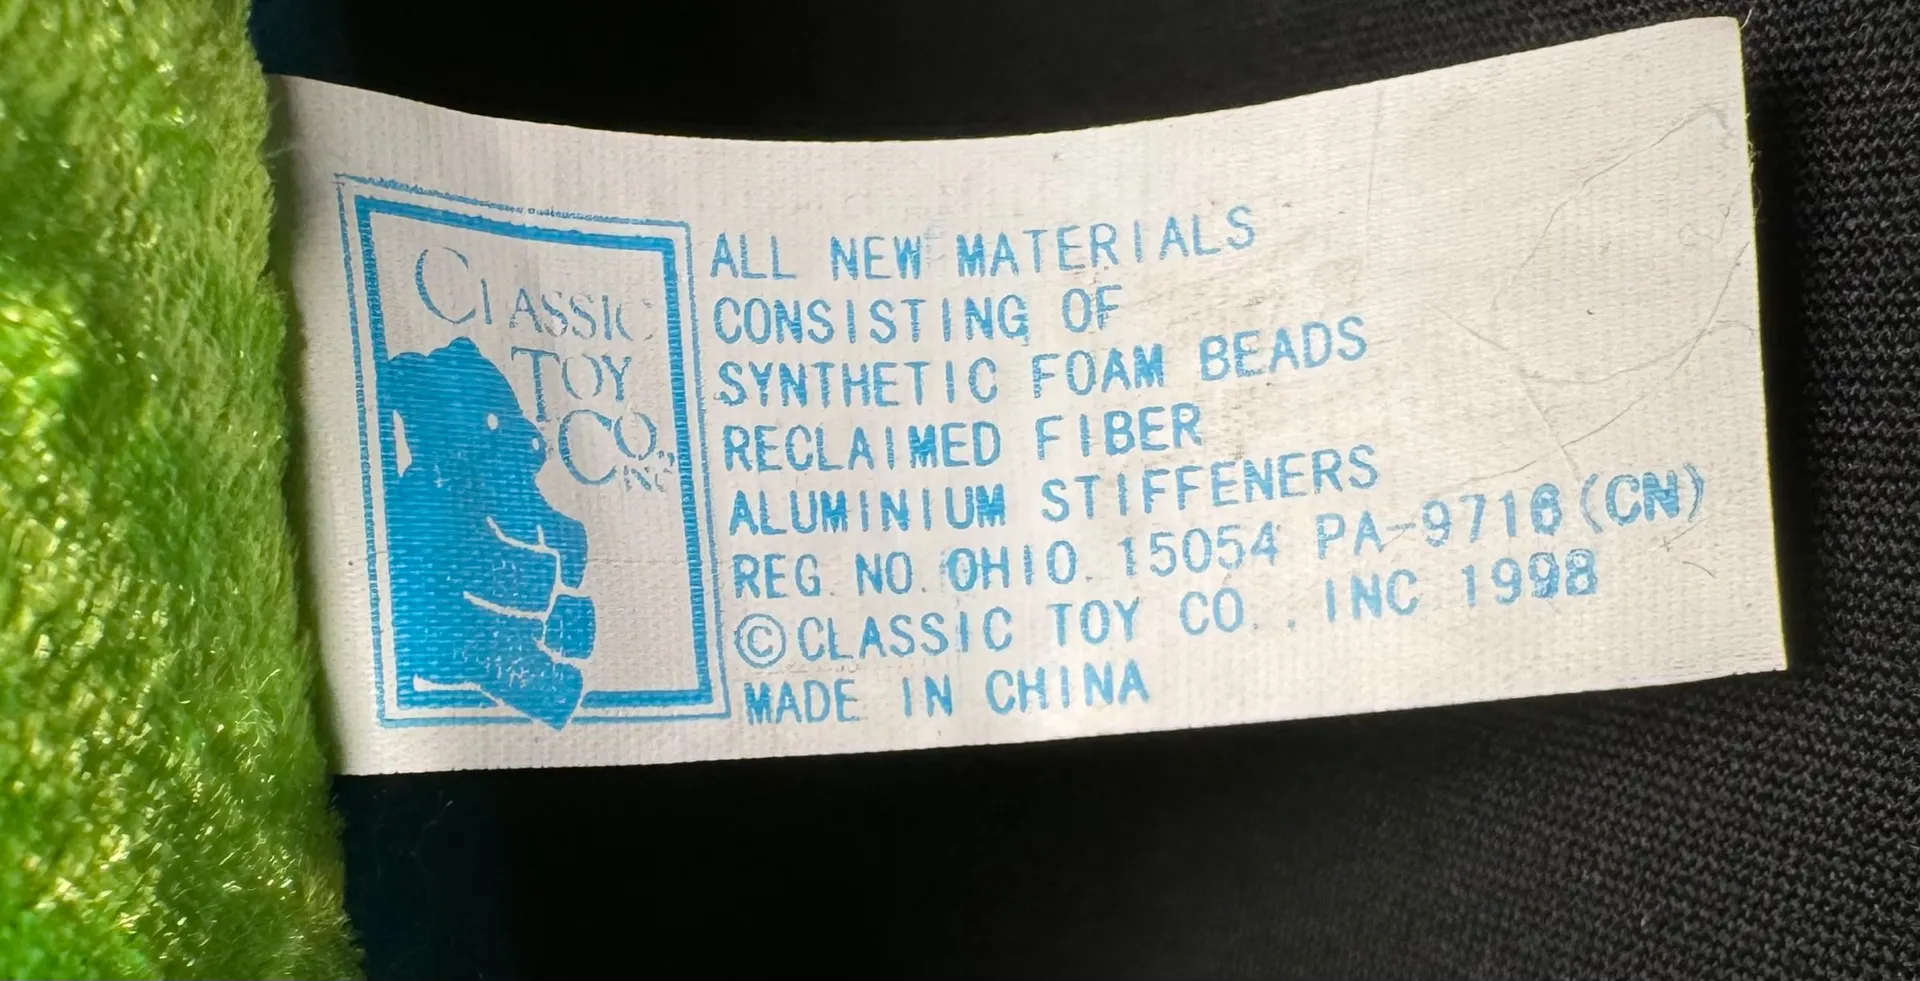 CLASSIC
TOY
CO.,
INC
ALL NEW MATERIALS
CONSISTING OF
SYNTHETIC FOAM BEADS
RECLAIMED FIBER
ALUMINIUM STIFFENERS
REG. NO. OHIO. 15054 PA-9716 (CN)
©CLASSIC TOY CO., INC 1998
MADE IN CHINA